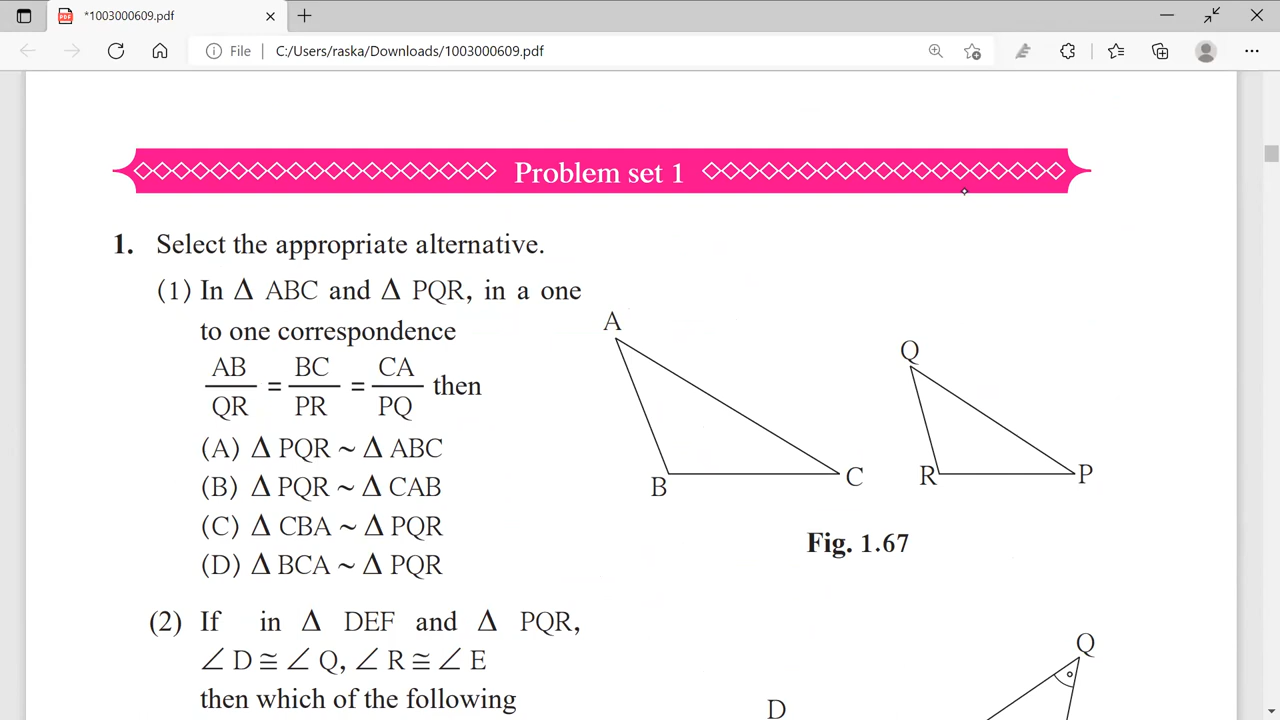 *1003000609.pdf
File C:/Users/raska/Downloads/1003000609.pdf
Problem set 1
1. Select the appropriate alternative.
(1) In Δ ABC and Δ PQR, in a one
to one correspondence
AB/QR = BC/PR = CA/PQ then
(A) Δ PQR ~ Δ ABC
(B) Δ PQR ~ Δ CAB
(C) Δ CBA ~ Δ PQR
(D) Δ BCA ~ Δ PQR
A
B
C
Q
R
P
Fig. 1.67
(2) If in Δ DEF and Δ PQR,
∠ D ≅ ∠ Q, ∠ R ≅ ∠ E
then which of the following
Q
D